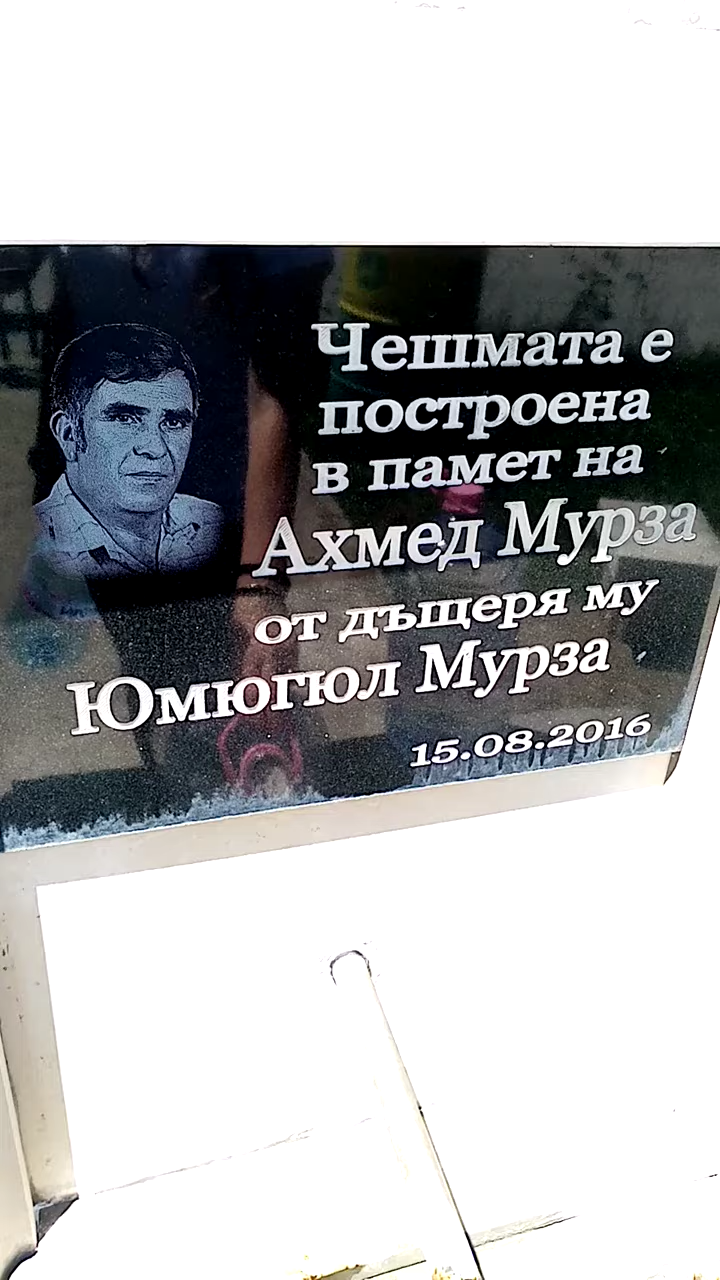 Чешмата е
построена
в памет на
Ахмед Мурза
от дъщеря му
Юмюгюл Мурза
15.08.2016